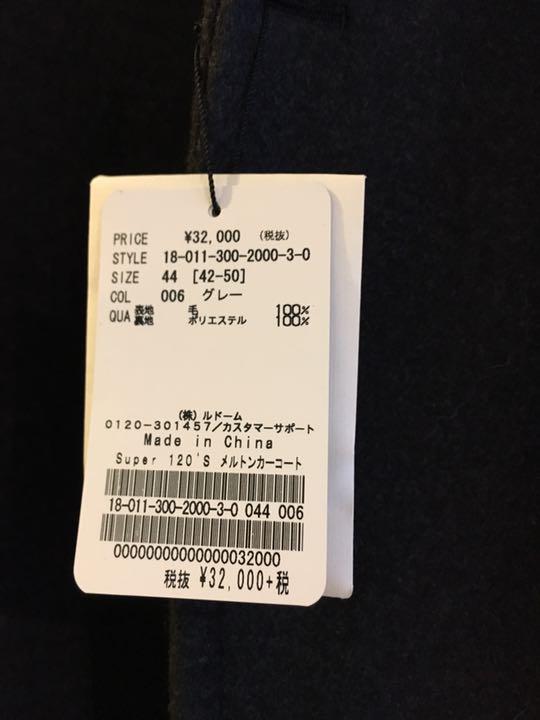 PRICE ¥32,000 (税抜)
STYLE 18-011-300-2000-3-0
SIZE 44 [42-50]
COL 006 グレー
QUA 表地 毛 100%
裏地 ポリエステル 100%
(株)ルドーム
0120-301457/カスタマーサポート
Made in China
Super 120'S メルトンカーコート
18-011-300-2000-3-0 044 006
00000000000000032000
税抜 ¥32,000+税